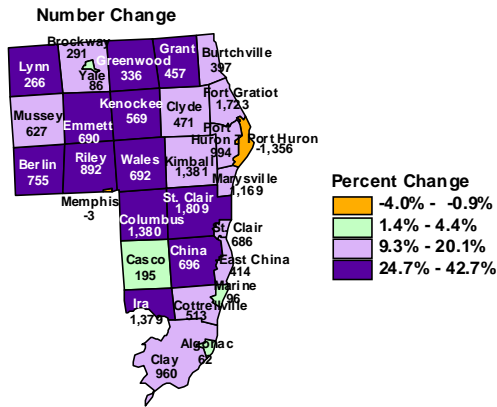 Number Change
Brockway
291
Grant
457
Burtchville
397
Lynn
266
Yale
86
Greenwood
336
Fort Gratiot
1,723
Mussey
627
Kenockee
569
Clyde
471
Emmett
690
Port
Huron
994
Port Huron
-1,356
Berlin
755
Riley
892
Wales
692
Kimball
1,381
Marysville
1,169
Memphis
-3
St. Clair
1,809
Columbus
1,380
St. Clair
686
Casco
195
China
696
East China
414
Marine
96
Ira
1,379
Cottrellville
513
Algonac
62
Clay
960
Percent Change
-4.0% - -0.9%
1.4% - 4.4%
9.3% - 20.1%
24.7% - 42.7%